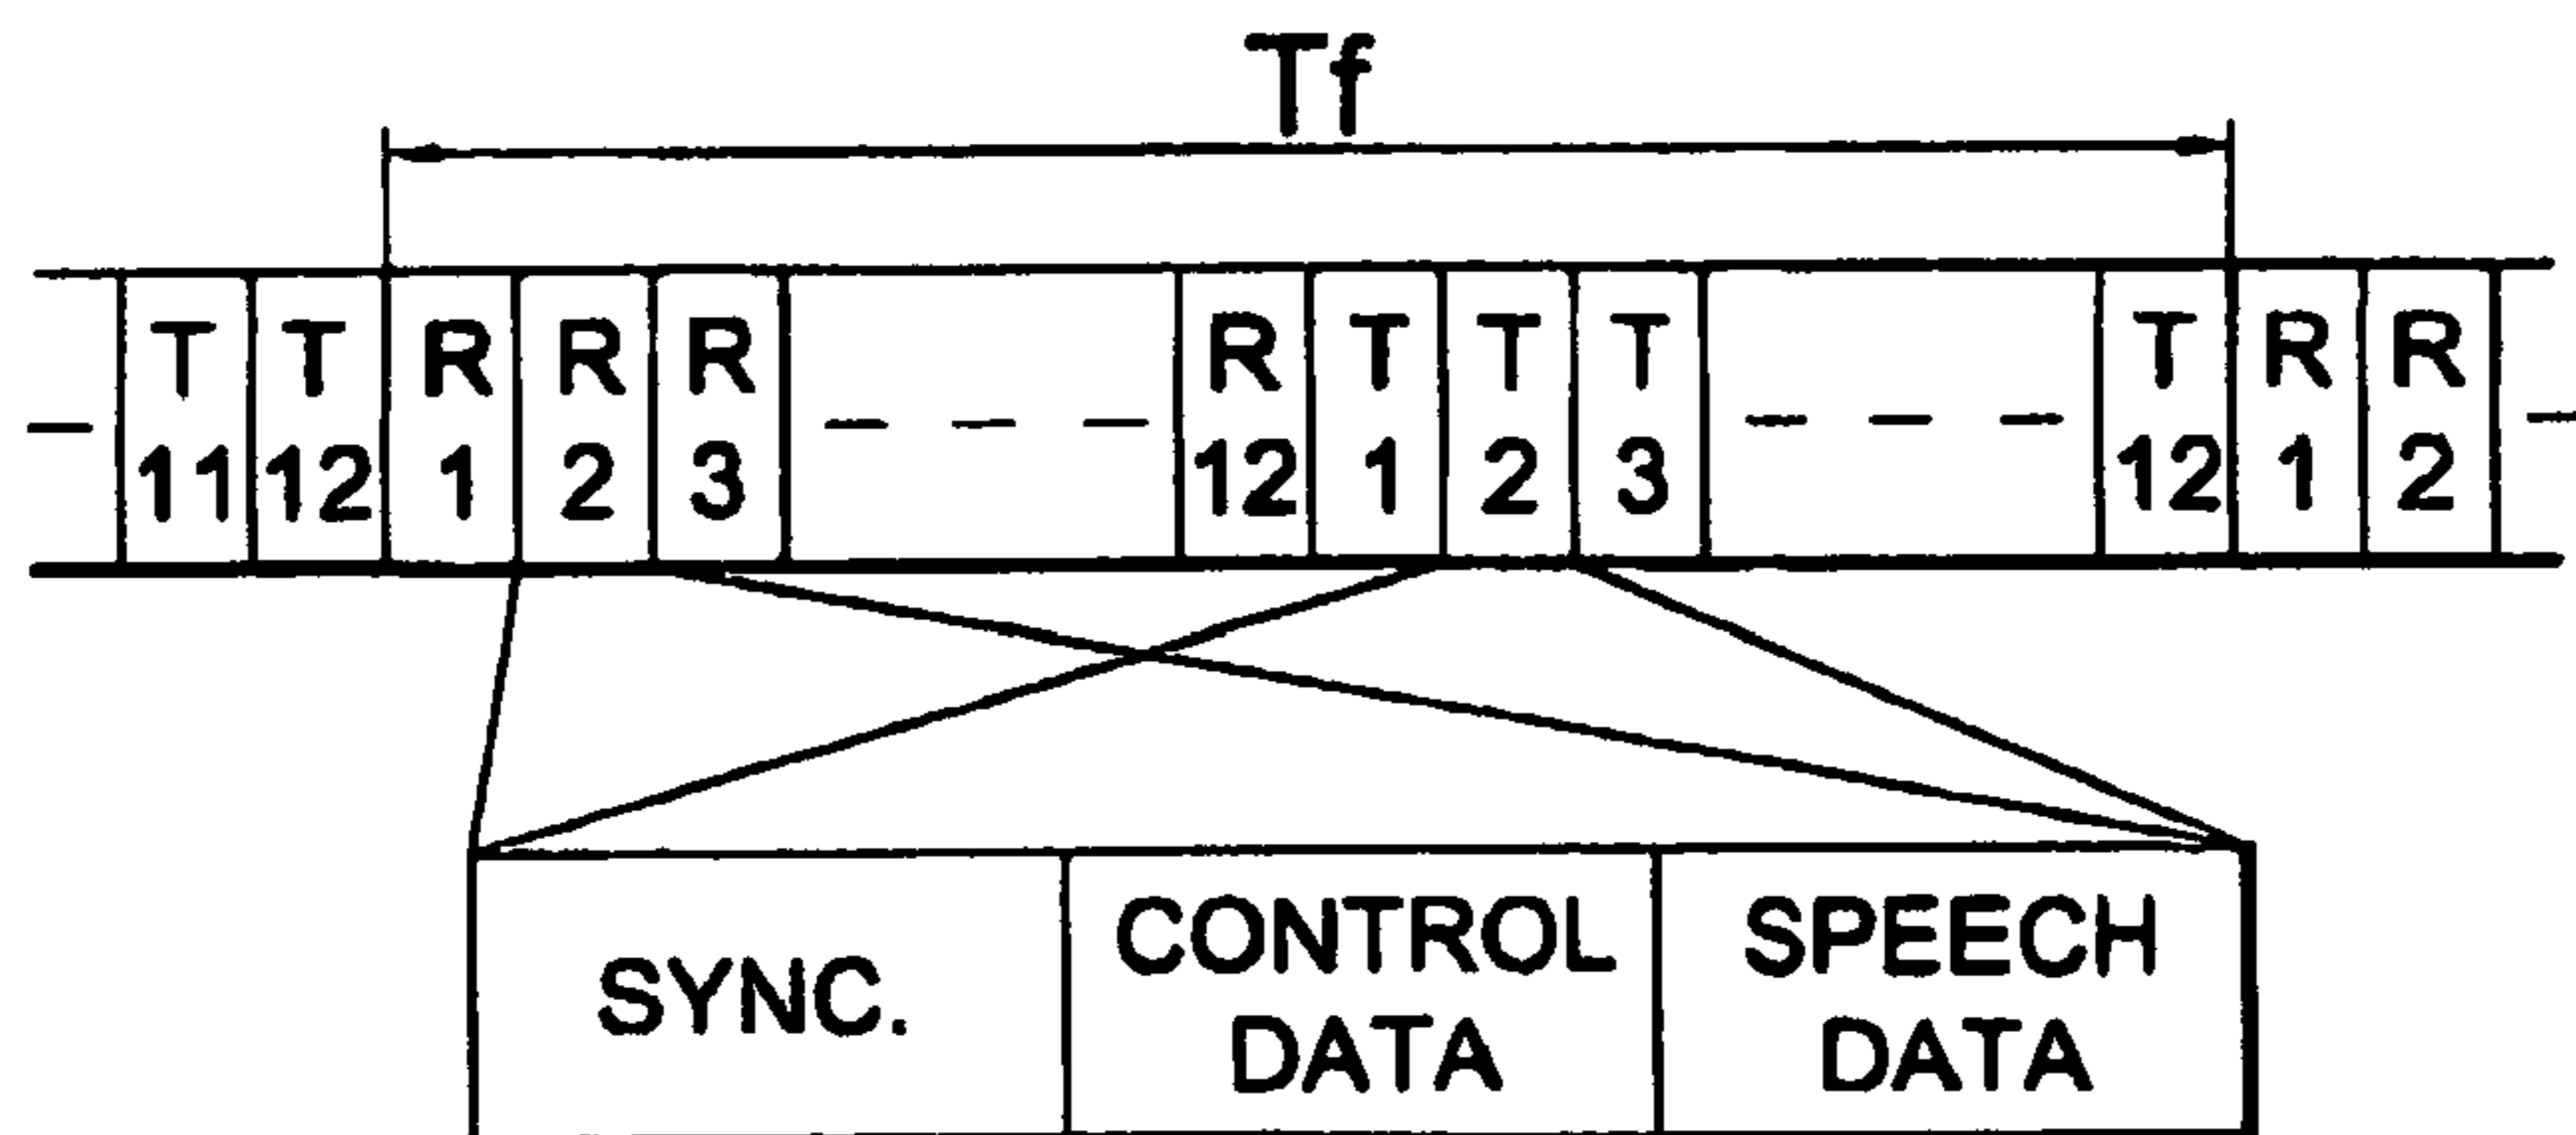 Tf
T T R R R R T T T T R R
11 12 1 2 3 12 1 2 3 12 1 2
SYNC. CONTROL DATA SPEECH DATA